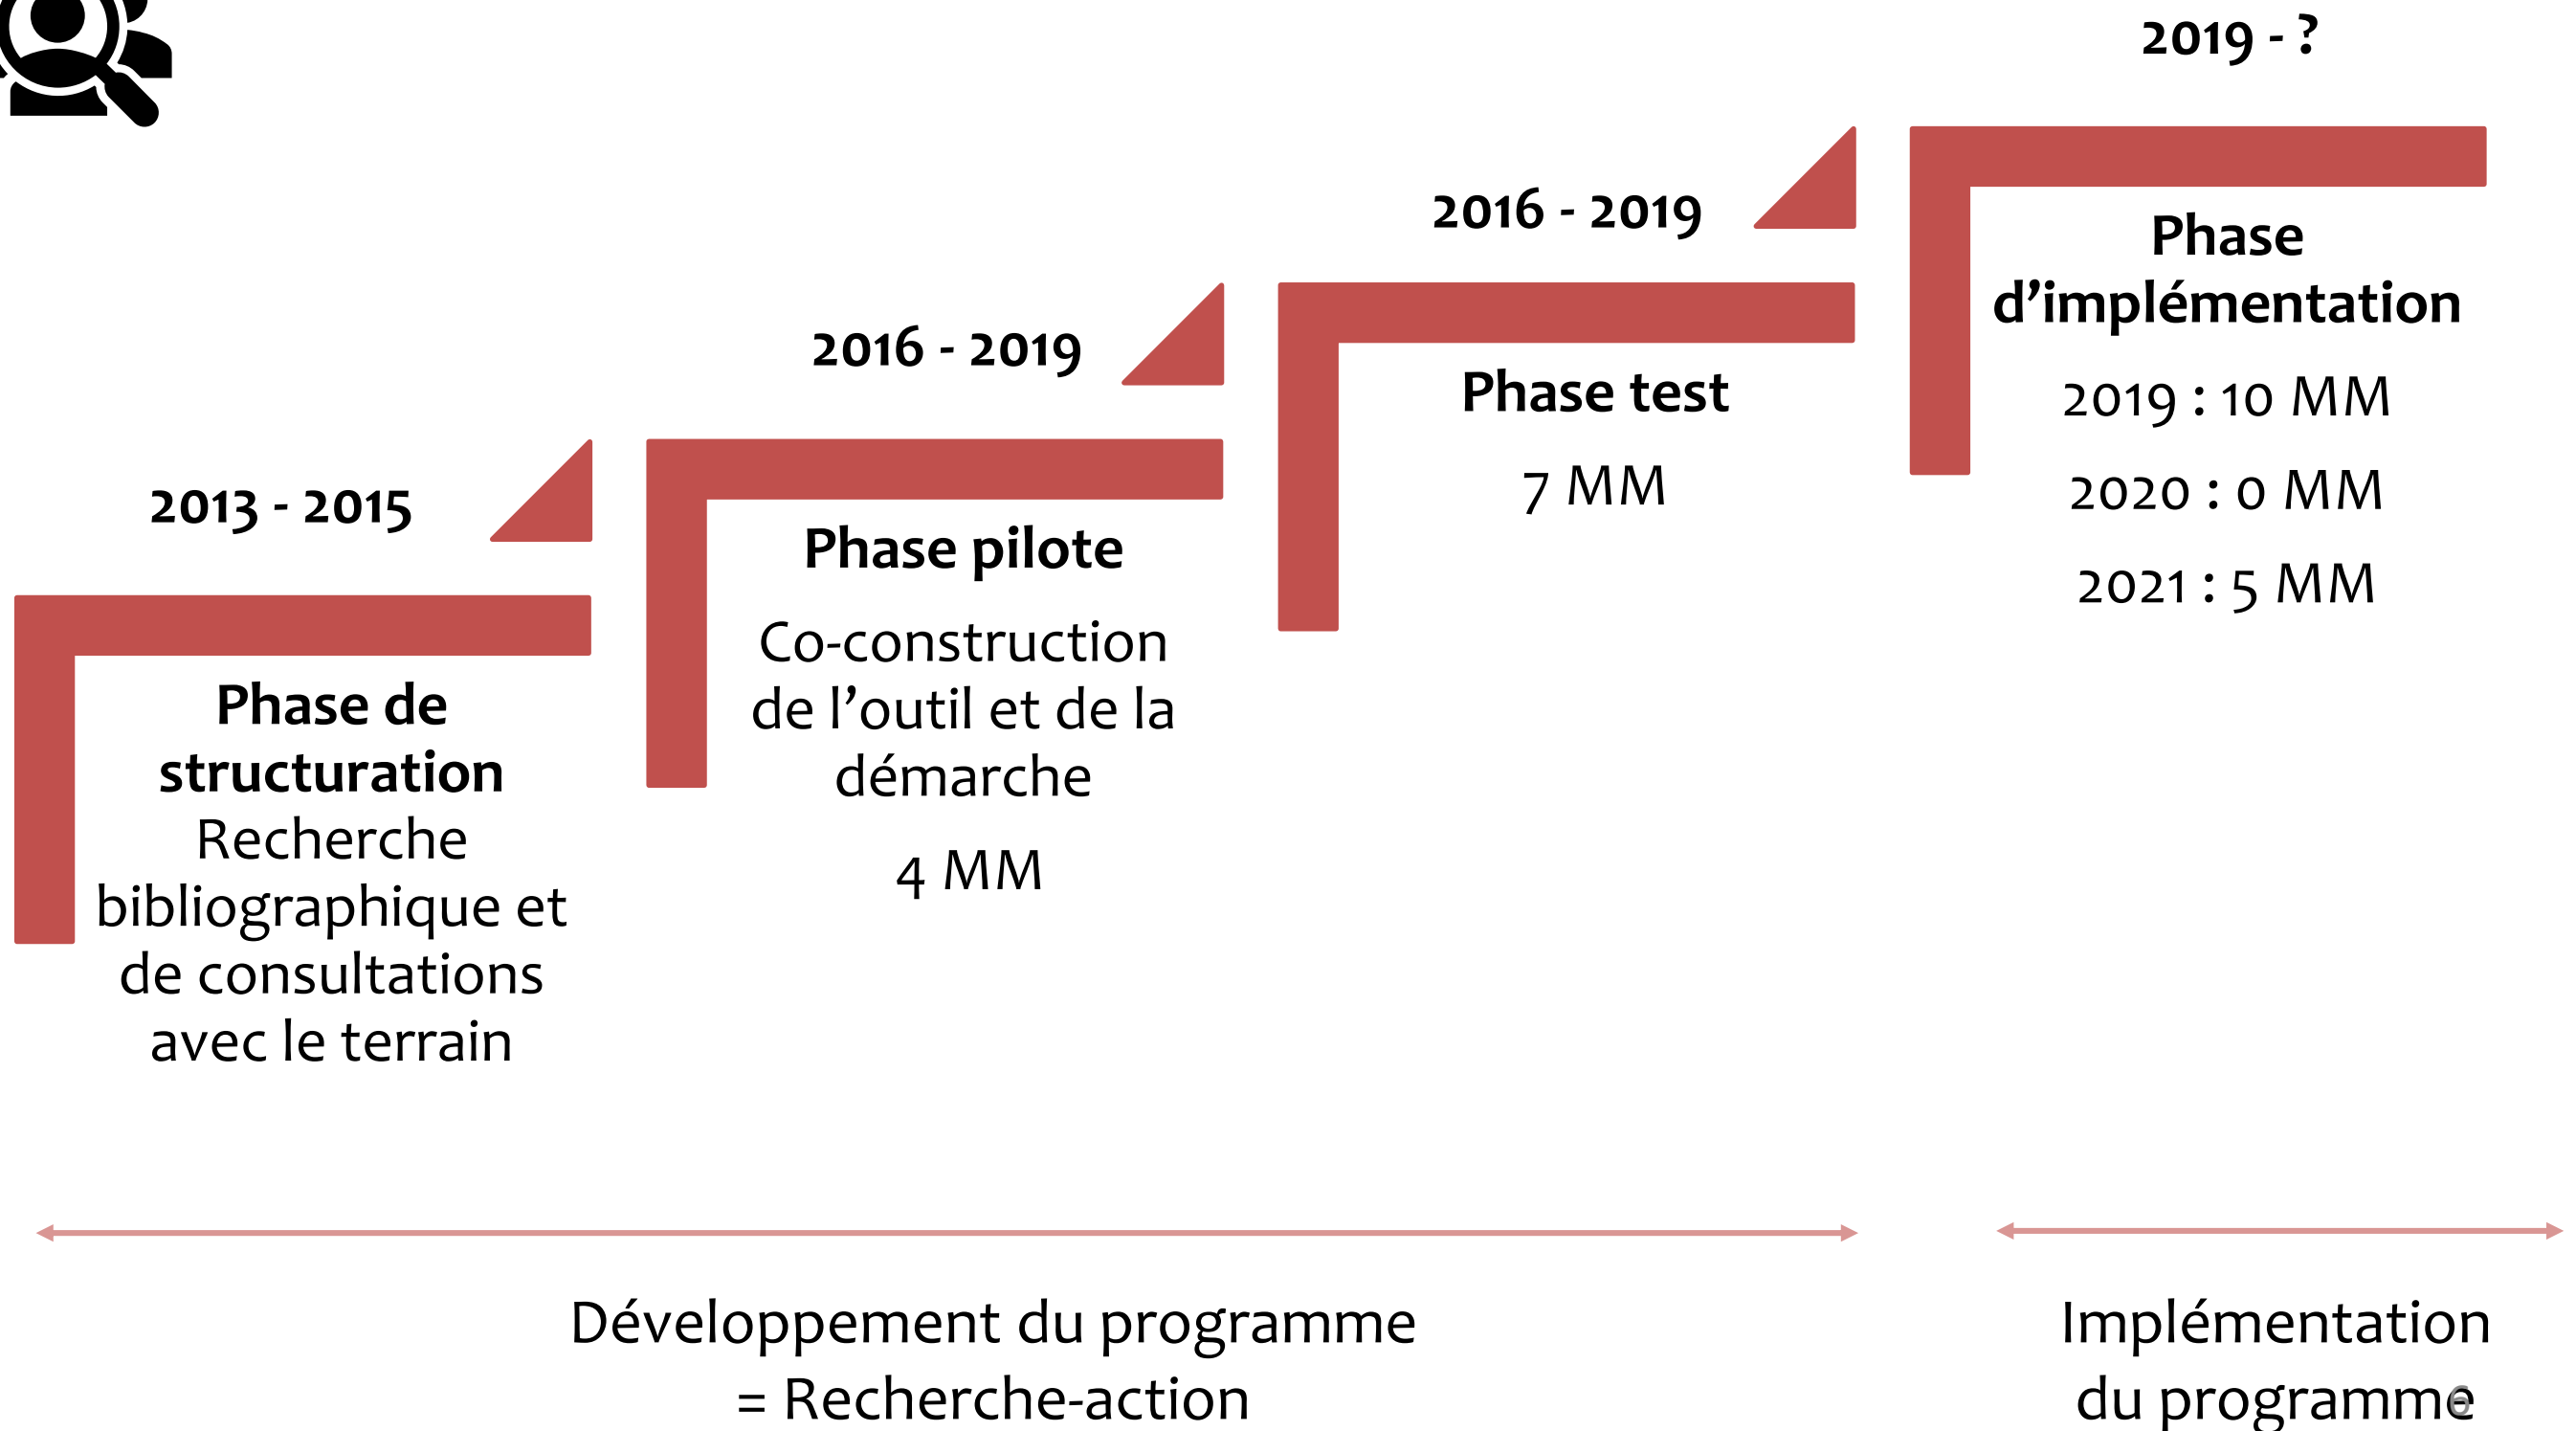 2013 - 2015
Phase de
structuration
Recherche
bibliographique et
de consultations
avec le terrain
2016 - 2019
Phase pilote
Co-construction
de l’outil et de la
démarche
4 MM
2016 - 2019
Phase test
7 MM
2019 - ?
Phase
d’implémentation
2019 : 10 MM
2020 : 0 MM
2021 : 5 MM
Développement du programme
= Recherche-action
Implémentation
du programme
6